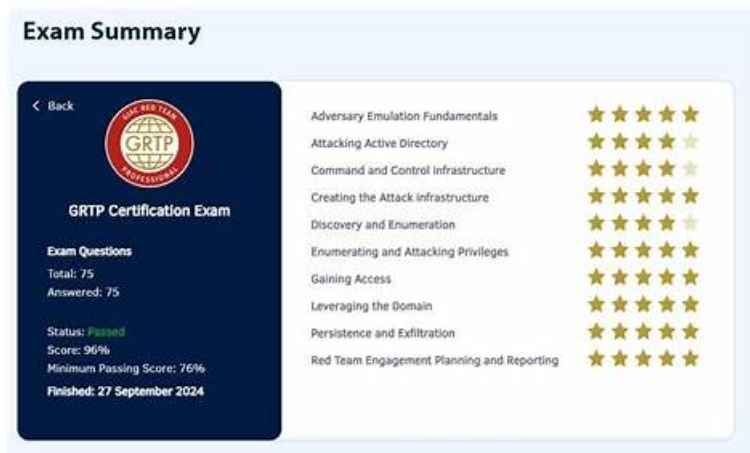 Exam Summary
< Back
GIAC RED TEAM
GRTP
PROFESSIONAL
GRTP Certification Exam
Exam Questions
Total: 75
Answered: 75
Status: Passed
Score: 96%
Minimum Passing Score: 76%
Finished: 27 September 2024
Adversary Emulation Fundamentals
Attacking Active Directory
Command and Control Infrastructure
Creating the Attack Infrastructure
Discovery and Enumeration
Enumerating and Attacking Privileges
Gaining Access
Leveraging the Domain
Persistence and Exfiltration
Red Team Engagement Planning and Reporting